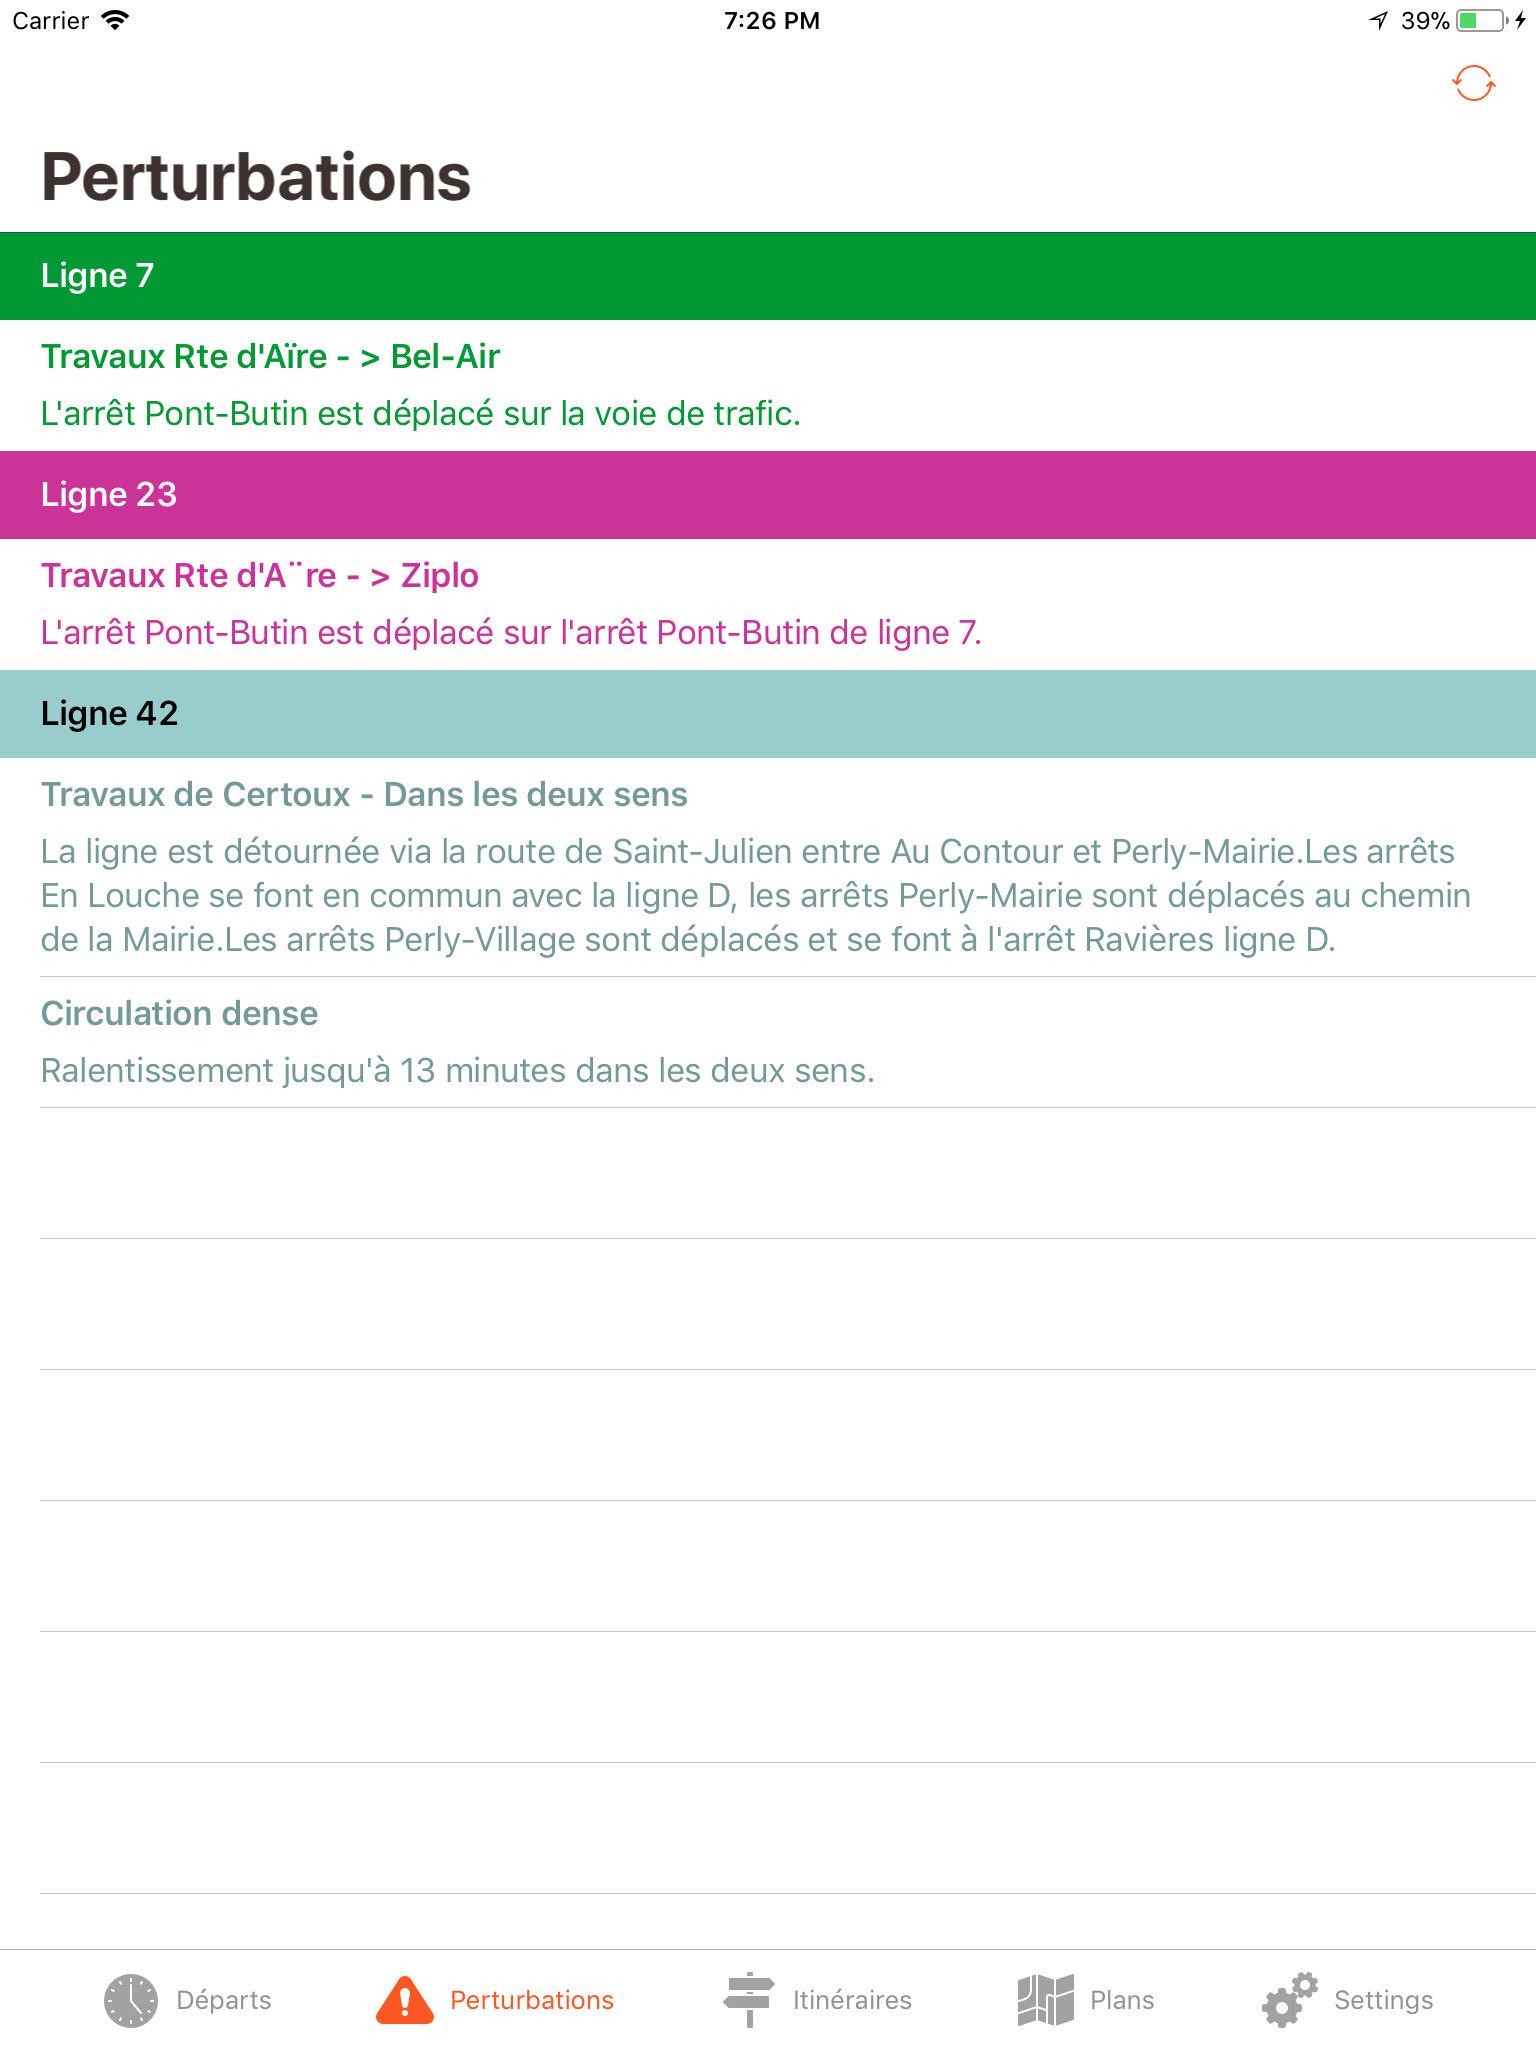 Carrier 7:26 PM 39%
Perturbations
Ligne 7
Travaux Rte d'Aïre - > Bel-Air
L'arrêt Pont-Butin est déplacé sur la voie de trafic.
Ligne 23
Travaux Rte d'A¨re - > Ziplo
L'arrêt Pont-Butin est déplacé sur l'arrêt Pont-Butin de ligne 7.
Ligne 42
Travaux de Certoux - Dans les deux sens
La ligne est détournée via la route de Saint-Julien entre Au Contour et Perly-Mairie.Les arrêts
En Louche se font en commun avec la ligne D, les arrêts Perly-Mairie sont déplacés au chemin
de la Mairie.Les arrêts Perly-Village sont déplacés et se font à l'arrêt Ravières ligne D.
Circulation dense
Ralentissement jusqu'à 13 minutes dans les deux sens.
Départs Perturbations Itinéraires Plans Settings